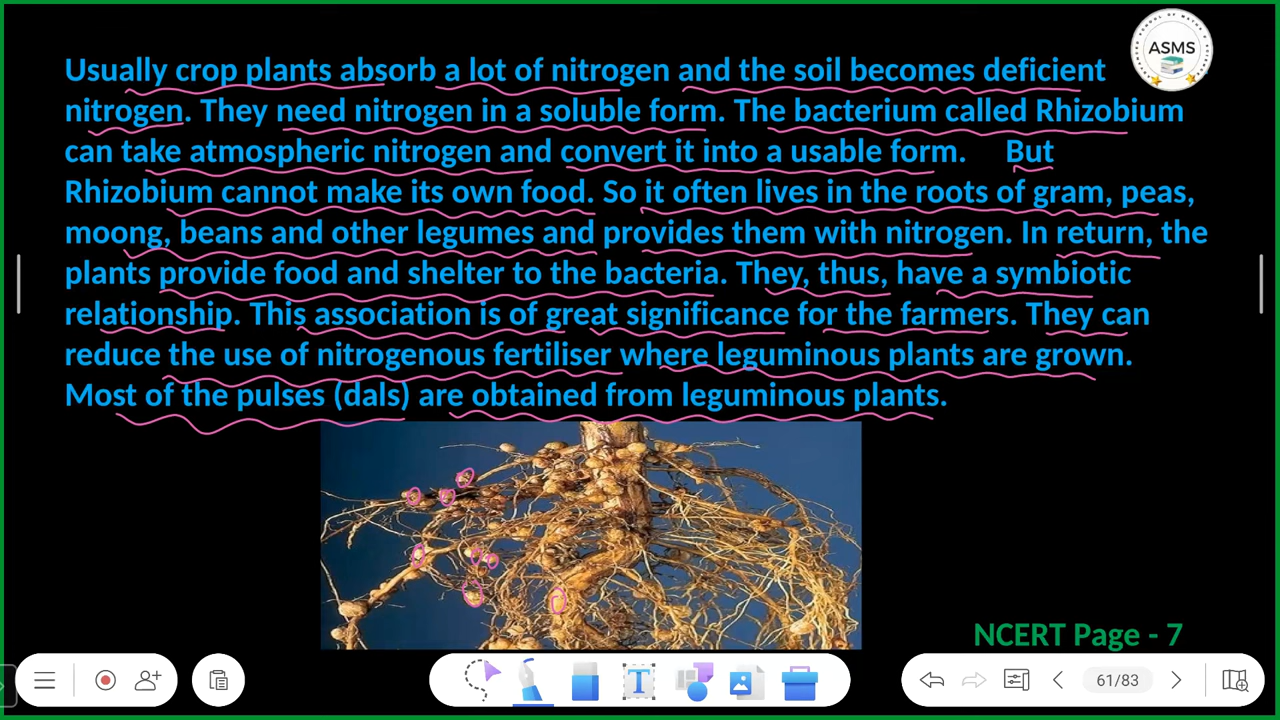 Usually crop plants absorb a lot of nitrogen and the soil becomes deficient
nitrogen. They need nitrogen in a soluble form. The bacterium called Rhizobium
can take atmospheric nitrogen and convert it into a usable form. But
Rhizobium cannot make its own food. So it often lives in the roots of gram, peas,
moong, beans and other legumes and provides them with nitrogen. In return, the
plants provide food and shelter to the bacteria. They, thus, have a symbiotic
relationship. This association is of great significance for the farmers. They can
reduce the use of nitrogenous fertiliser where leguminous plants are grown.
Most of the pulses (dals) are obtained from leguminous plants.
ASMS
NCERT Page - 7
T
61/83